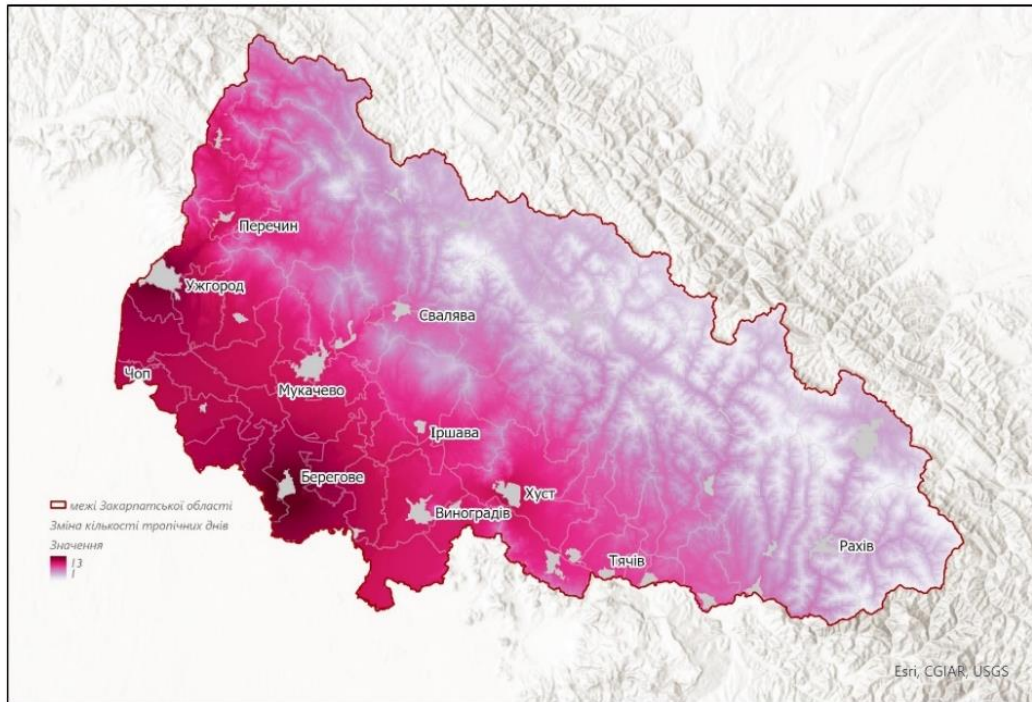 Перечин
Ужгород
Свалява
Чоп
Мукачево
Іршава
Берегове
Хуст
Виноградів
Рахів
Тячів
межі Закарпатської області
Зміна кількості тропічних днів
Значення
13
1
Esri, CGIAR, USGS